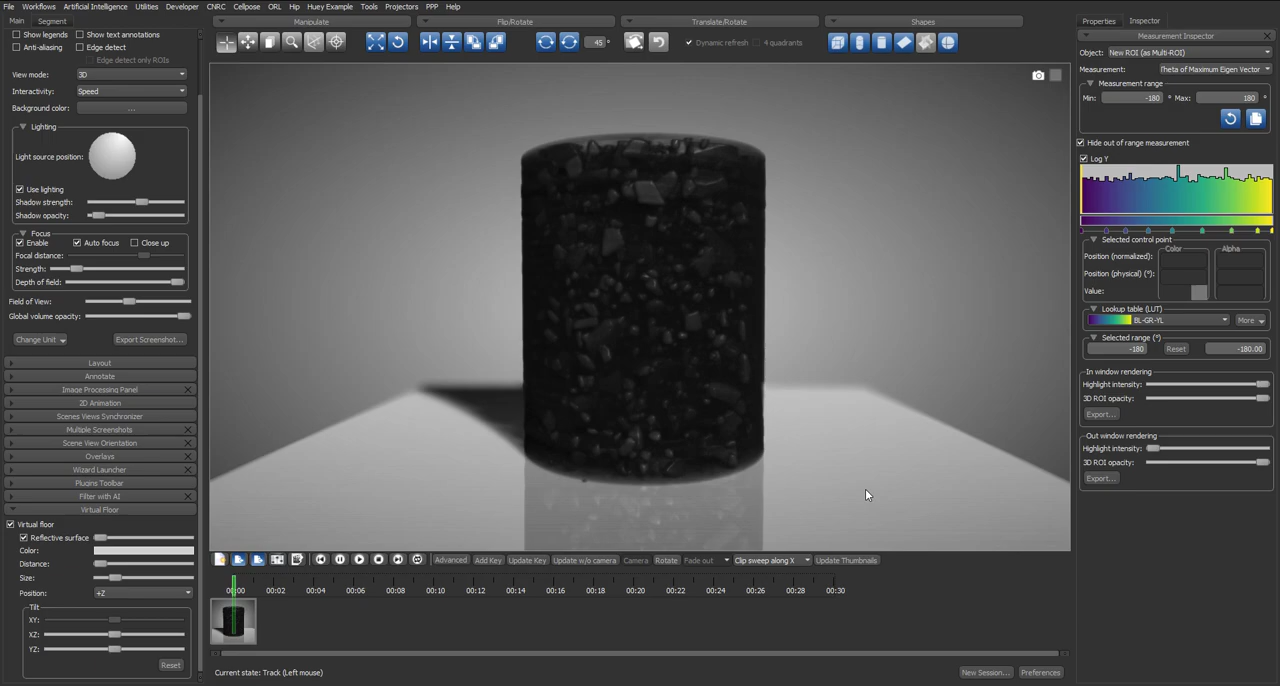 File Workflows Artificial Intelligence Utilities Developer CNRC Cellpose ORL Hip Huey Example Tools Projectors PPP Help
Main Segment
Show legends Show text annotations
Anti-aliasing Edge detect
Edge detect only ROIs
View mode: 3D
Interactivity: Speed
Background color: ...
Lighting
Light source position:
Use lighting
Shadow strength:
Shadow opacity:
Focus
Enable Auto focus Close up
Focal distance:
Strength:
Depth of field:
Field of View:
Global volume opacity:
Change Unit Export Screenshot...
Layout
Annotate
Image Processing Panel
2D Animation
Scenes Views Synchronizer
Multiple Screenshots
Scene View Orientation
Overlays
Wizard Launcher
Plugins Toolbar
Filter with AI
Virtual Floor
Virtual floor
Reflective surface
Color:
Distance:
Size:
Position: +Z
Tilt
XY:
XZ:
YZ:
Reset
Manipulate Flip/Rotate Translate/Rotate Shapes
45 ° Dynamic refresh 4 quadrants
Advanced Add Key Update Key Update w/o camera Camera Rotate Fade out Clip sweep along X Update Thumbnails
00:00 00:02 00:04 00:06 00:08 00:10 00:12 00:14 00:16 00:18 00:20 00:22 00:24 00:26 00:28 00:30
Current state: Track (Left mouse) New Session... Preferences
Properties Inspector
Measurement Inspector
Object: New ROI (as Multi-ROI)
Measurement: Theta of Maximum Eigen Vector
Measurement range
Min: -180 ° Max: 180 °
Hide out of range measurement
Log Y
Selected control point
Color Alpha
Position (normalized):
Position (physical) (°):
Value:
Lookup table (LUT)
BL-GR-YL More
Selected range (°)
-180 Reset -180.00
In window rendering
Highlight intensity:
3D ROI opacity:
Export...
Out window rendering
Highlight intensity:
3D ROI opacity:
Export...